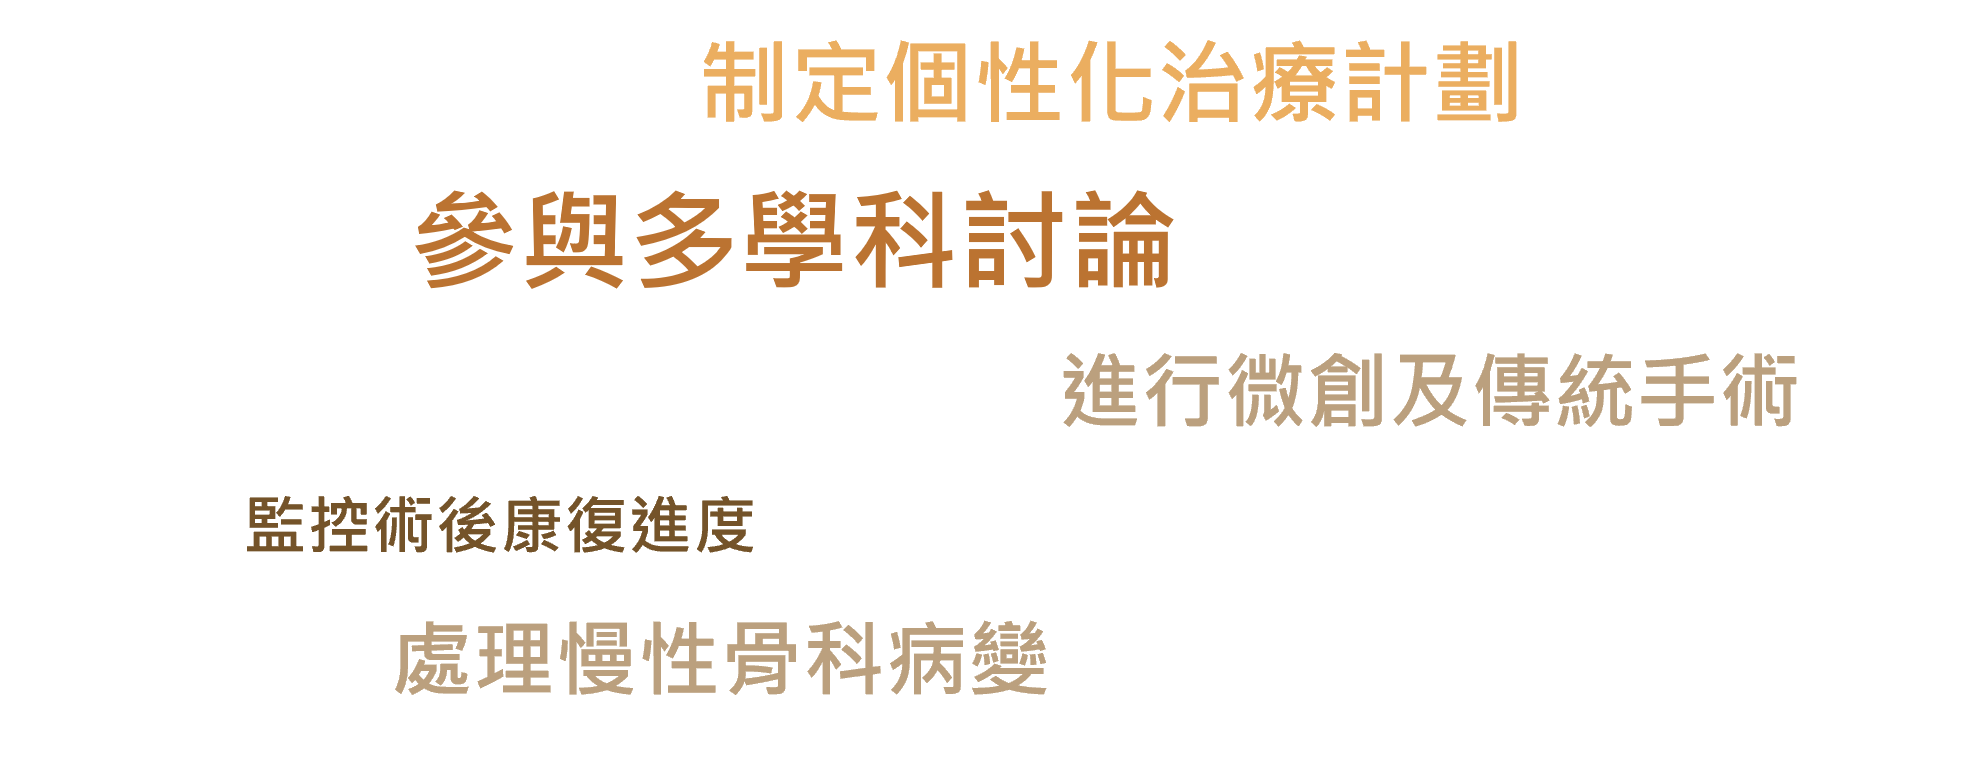 制定個性化治療計劃
參與多學科討論
進行微創及傳統手術
監控術後康復進度
處理慢性骨科病變